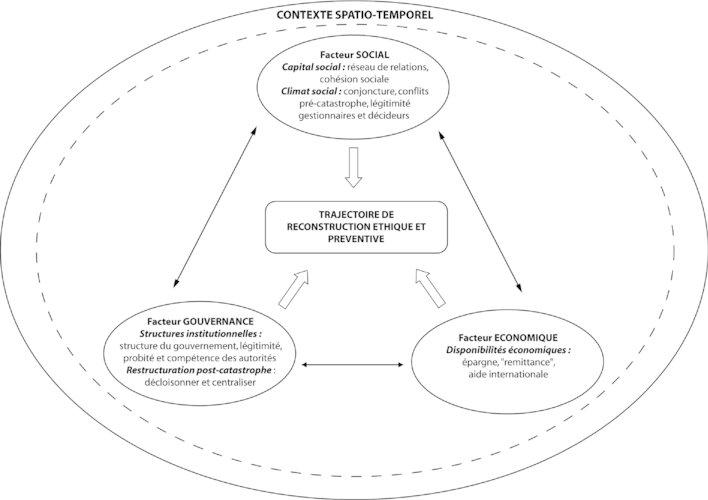 CONTEXTE SPATIO-TEMPOREL
Facteur SOCIAL
Capital social : réseau de relations,
cohésion sociale
Climat social : conjoncture, conflits
pré-catastrophe, légitimité
gestionnaires et décideurs
TRAJECTOIRE DE
RECONSTRUCTION ETHIQUE ET
PREVENTIVE
Facteur GOUVERNANCE
Structures institutionnelles :
structure du gouvernement, légitimité,
probité et compétence des autorités
Restructuration post-catastrophe :
décloisonner et centraliser
Facteur ECONOMIQUE
Disponibilités économiques :
épargne, "remittance",
aide internationale